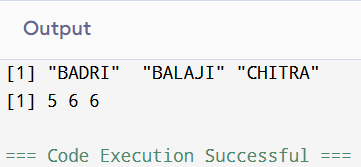 Output
[1] "BADRI"  "BALAJI" "CHITRA"
[1] 5 6 6
=== Code Execution Successful ===